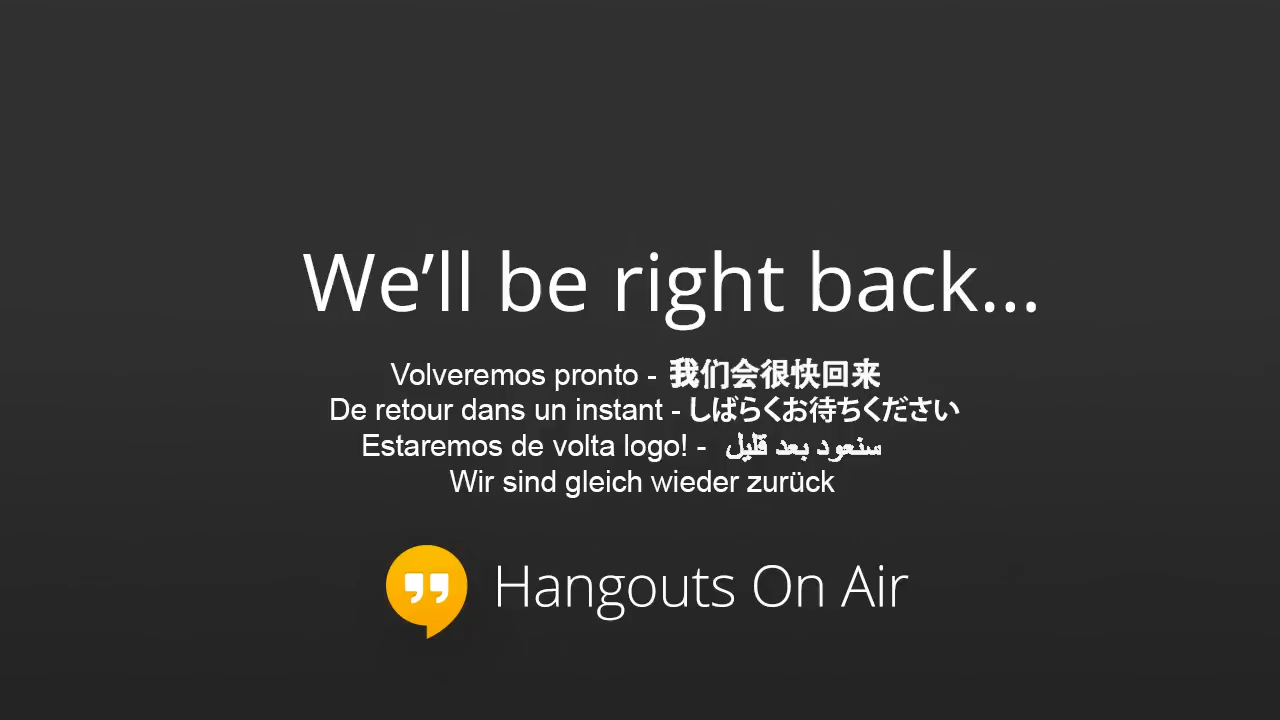 We’ll be right back...
Volveremos pronto - 我们会很快回来
De retour dans un instant - しばらくお待ちください
Estaremos de volta logo! - سنعود بعد قليل
Wir sind gleich wieder zurück
Hangouts On Air